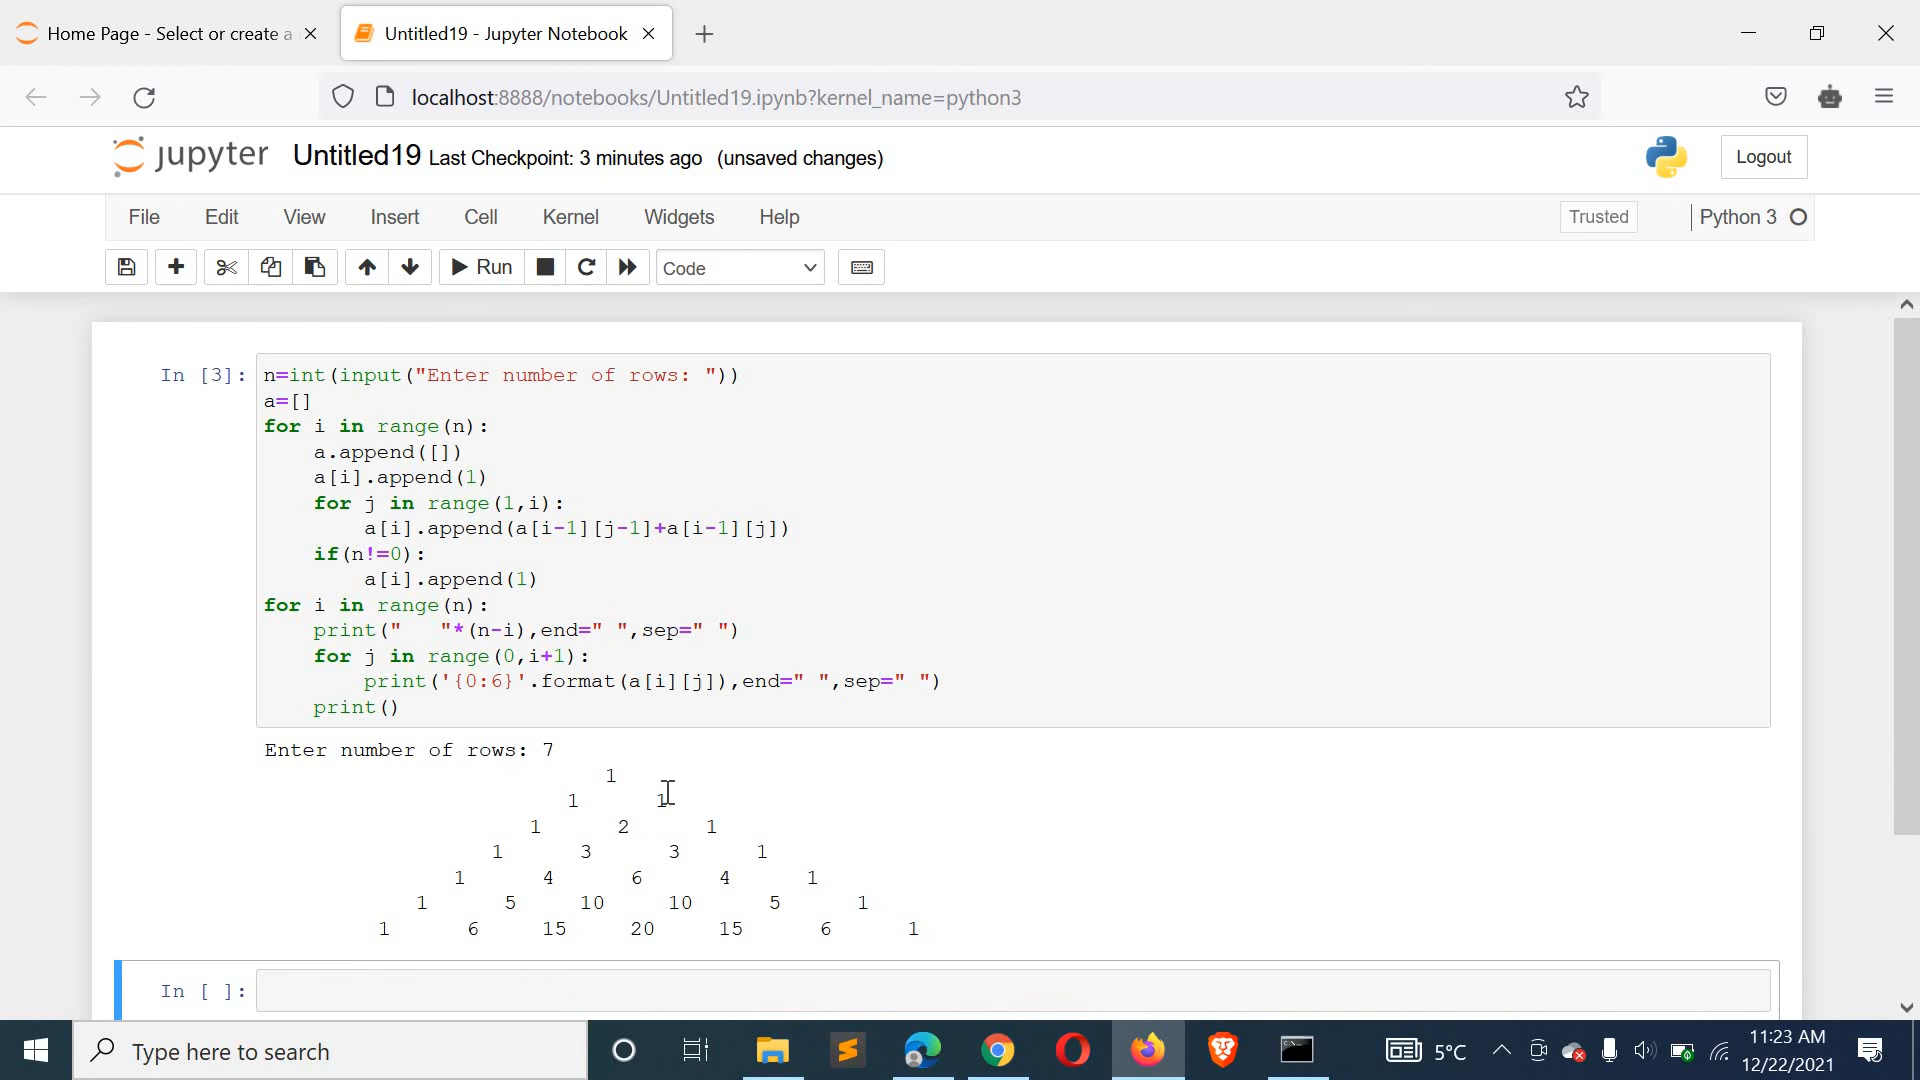 Home Page - Select or create a
Untitled19 - Jupyter Notebook
localhost:8888/notebooks/Untitled19.ipynb?kernel_name=python3
jupyter Untitled19 Last Checkpoint: 3 minutes ago (unsaved changes)
Logout
File Edit View Insert Cell Kernel Widgets Help
Trusted Python 3
Run Code
In [3]: n=int(input("Enter number of rows: "))
a=[]
for i in range(n):
    a.append([])
    a[i].append(1)
    for j in range(1,i):
        a[i].append(a[i-1][j-1]+a[i-1][j])
    if(n!=0):
        a[i].append(1)
for i in range(n):
    print("   "*(n-i),end=" ",sep=" ")
    for j in range(0,i+1):
        print('{0:6}'.format(a[i][j]),end=" ",sep=" ")
    print()
Enter number of rows: 7
1
1 1
1 2 1
1 3 3 1
1 4 6 4 1
1 5 10 10 5 1
1 6 15 20 15 6 1
In [ ]:
Type here to search
5°C
11:23 AM
12/22/2021